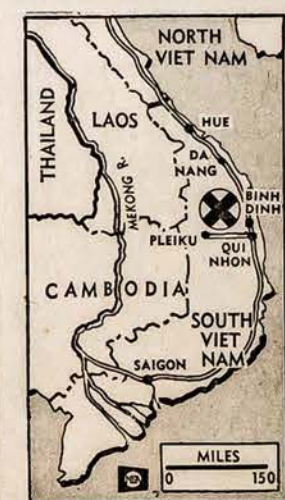 NORTH
VIET NAM
THAILAND
LAOS
HUE
DA
NANG
MEKONG R.
BINH
DINH
PLEIKU
QUI
NHON
CAMBODIA
SOUTH
VIET
NAM
SAIGON
MILES
0 150
NEA